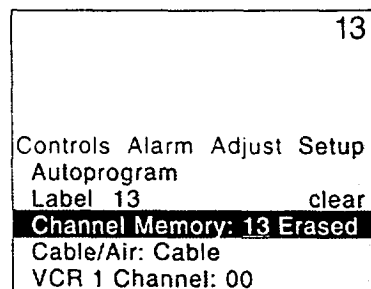 13
Controls Alarm Adjust Setup
Autoprogram
Label 13 clear
Channel Memory: 13 Erased
Cable/Air: Cable
VCR 1 Channel: 00